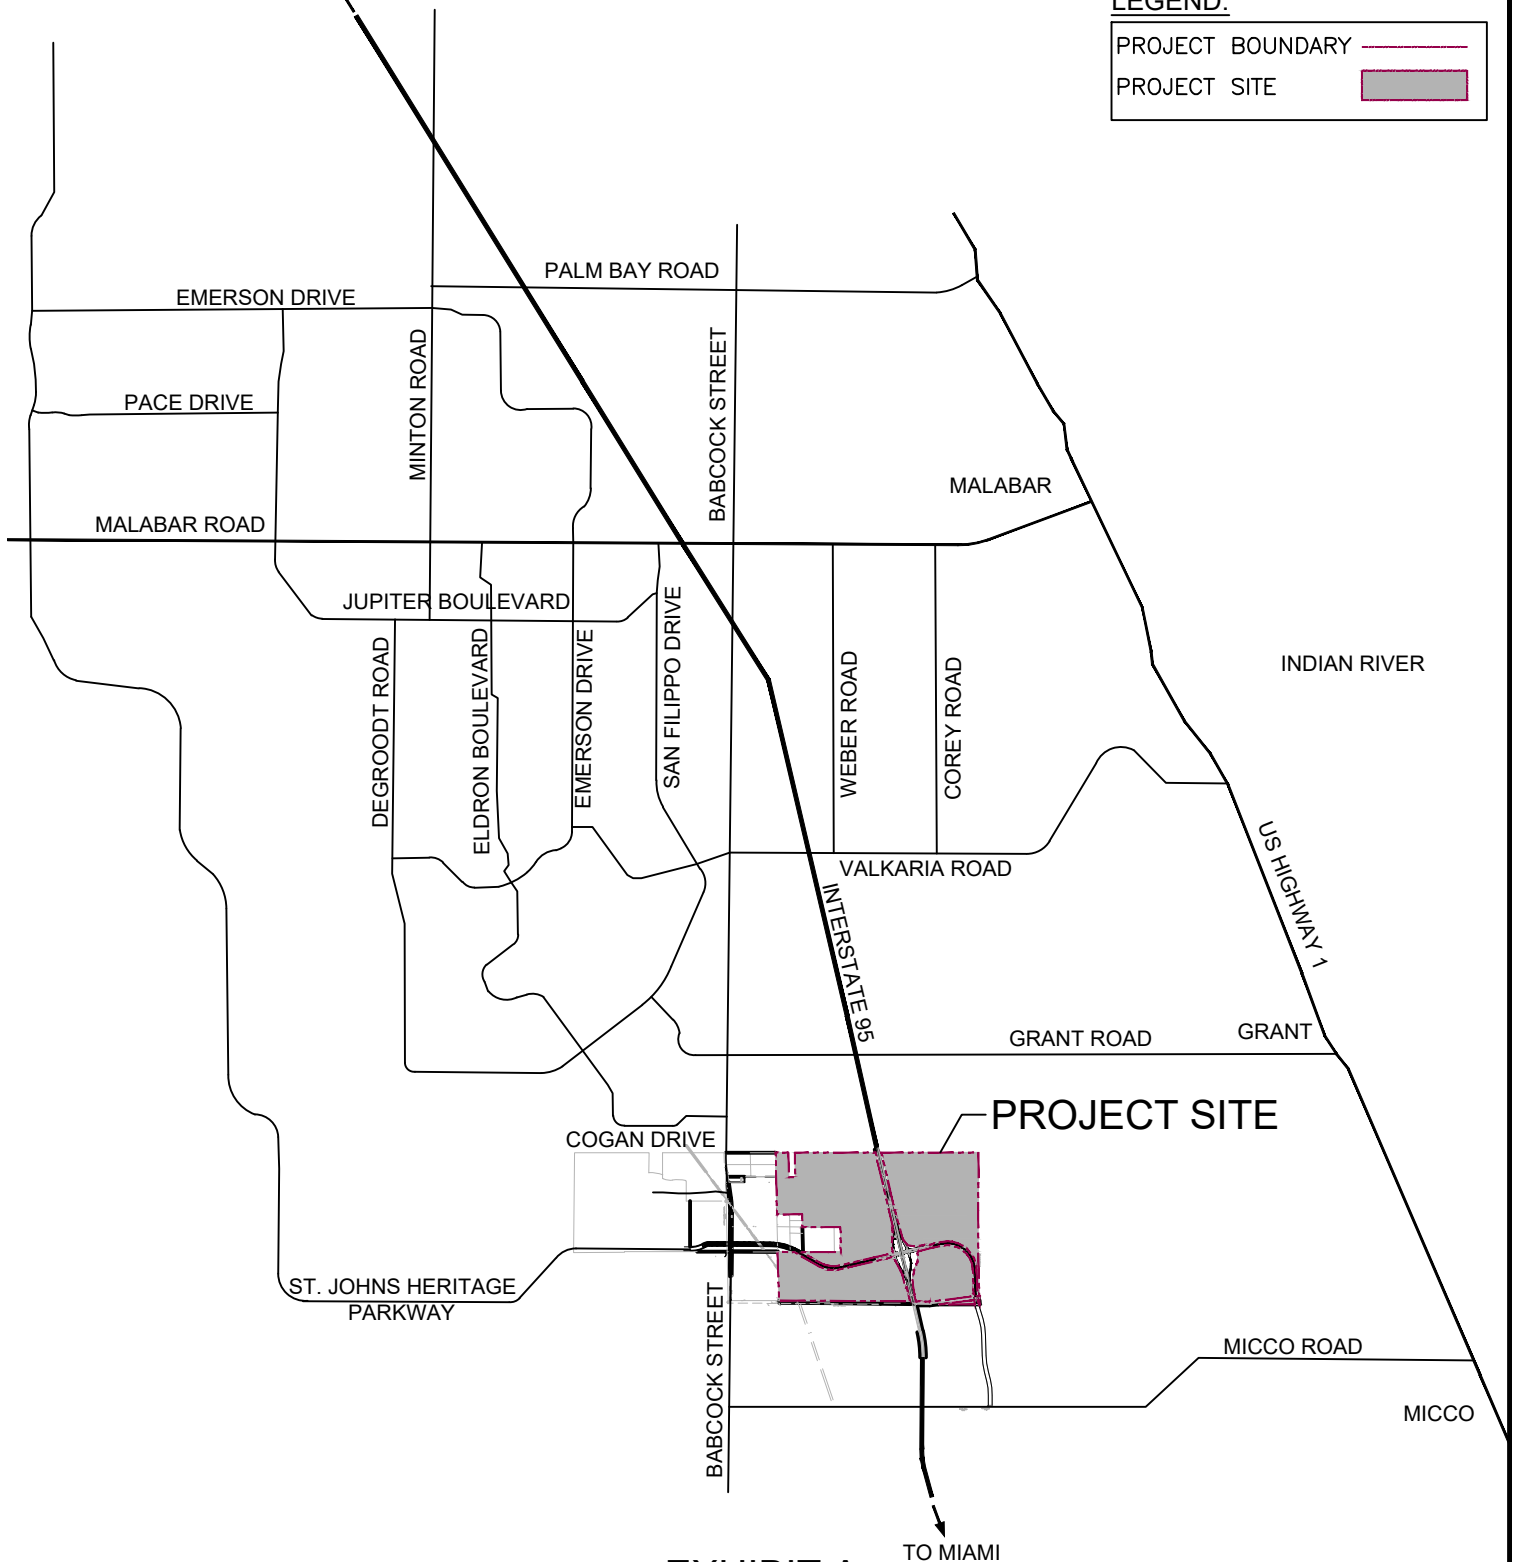 LEGEND:
PROJECT BOUNDARY
PROJECT SITE
PALM BAY ROAD
EMERSON DRIVE
MINTON ROAD
BABCOCK STREET
PACE DRIVE
MALABAR
MALABAR ROAD
JUPITER BOULEVARD
DEGROODT ROAD
ELDRON BOULEVARD
EMERSON DRIVE
SAN FILIPPO DRIVE
WEBER ROAD
COREY ROAD
INDIAN RIVER
VALKARIA ROAD
US HIGHWAY 1
INTERSTATE 95
GRANT ROAD
GRANT
PROJECT SITE
COGAN DRIVE
ST. JOHNS HERITAGE
PARKWAY
BABCOCK STREET
MICCO ROAD
MICCO
TO MIAMI
EXHIBIT A